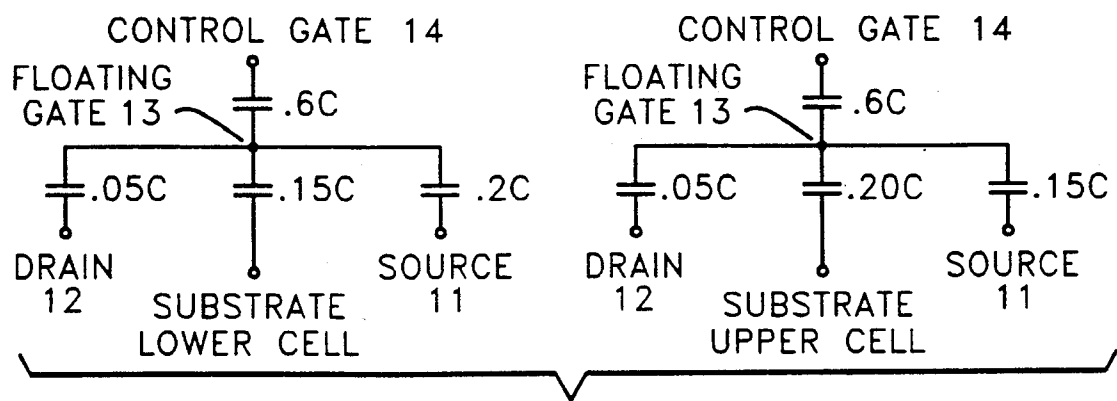 CONTROL GATE 14
FLOATING
GATE 13
.6C
.05C
.15C
.2C
DRAIN
12
SUBSTRATE
LOWER CELL
SOURCE
11
CONTROL GATE 14
FLOATING
GATE 13
.6C
.05C
.20C
.15C
DRAIN
12
SUBSTRATE
UPPER CELL
SOURCE
11